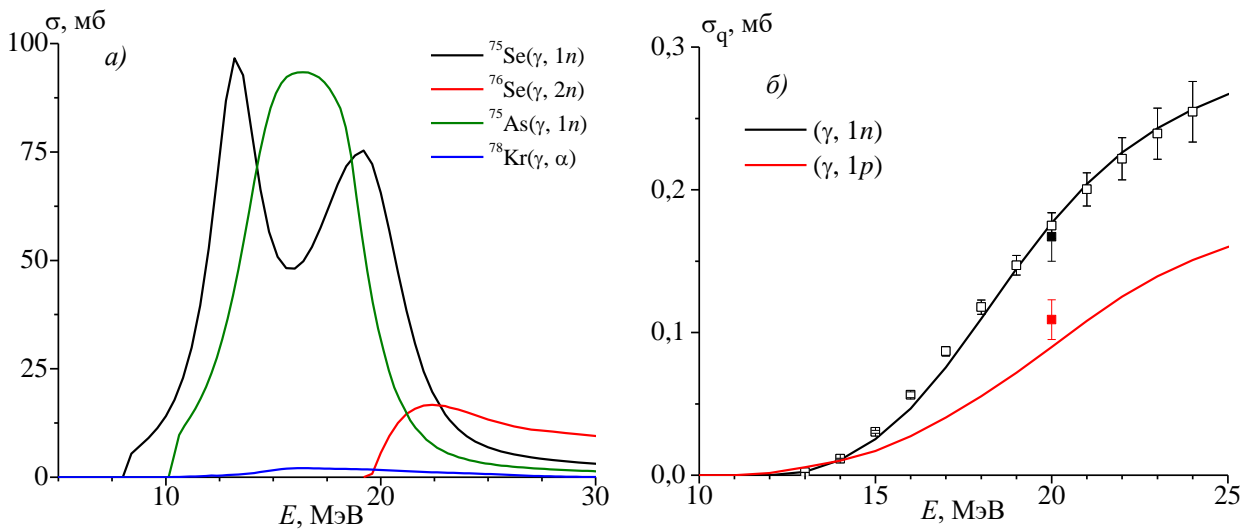 σ, мб
а)
100
75
50
25
0
⁷⁵Se(γ, 1n)
⁷⁶Se(γ, 2n)
⁷⁵As(γ, 1n)
⁷⁸Kr(γ, α)
10
20
30
E, МэВ
σq, мб
б)
0,3
0,2
0,1
0,0
(γ, 1n)
(γ, 1p)
10
15
20
25
E, МэВ